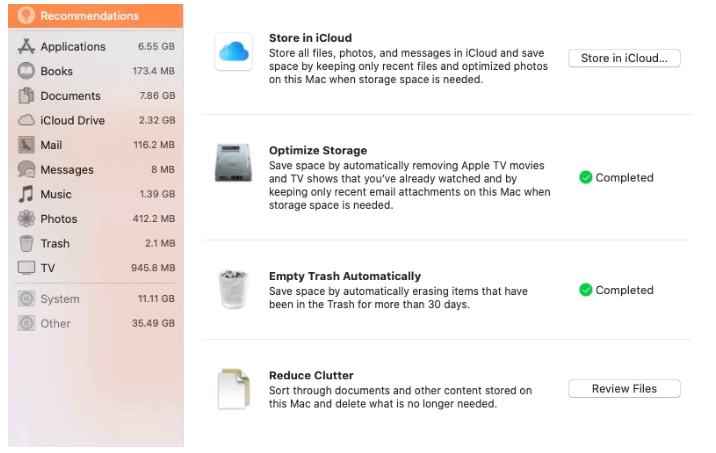 Recommendations
Applications 6.55 GB
Books 173.4 MB
Documents 7.86 GB
iCloud Drive 2.32 GB
Mail 116.2 MB
Messages 8 MB
Music 1.39 GB
Photos 412.2 MB
Trash 2.1 MB
TV 945.8 MB
System 11.11 GB
Other 35.49 GB
Store in iCloud
Store all files, photos, and messages in iCloud and save
space by keeping only recent files and optimized photos
on this Mac when storage space is needed.
Store in iCloud...
Optimize Storage
Save space by automatically removing Apple TV movies
and TV shows that you've already watched and by
keeping only recent email attachments on this Mac when
storage space is needed.
Completed
Empty Trash Automatically
Save space by automatically erasing items that have
been in the Trash for more than 30 days.
Completed
Reduce Clutter
Sort through documents and other content stored on
this Mac and delete what is no longer needed.
Review Files